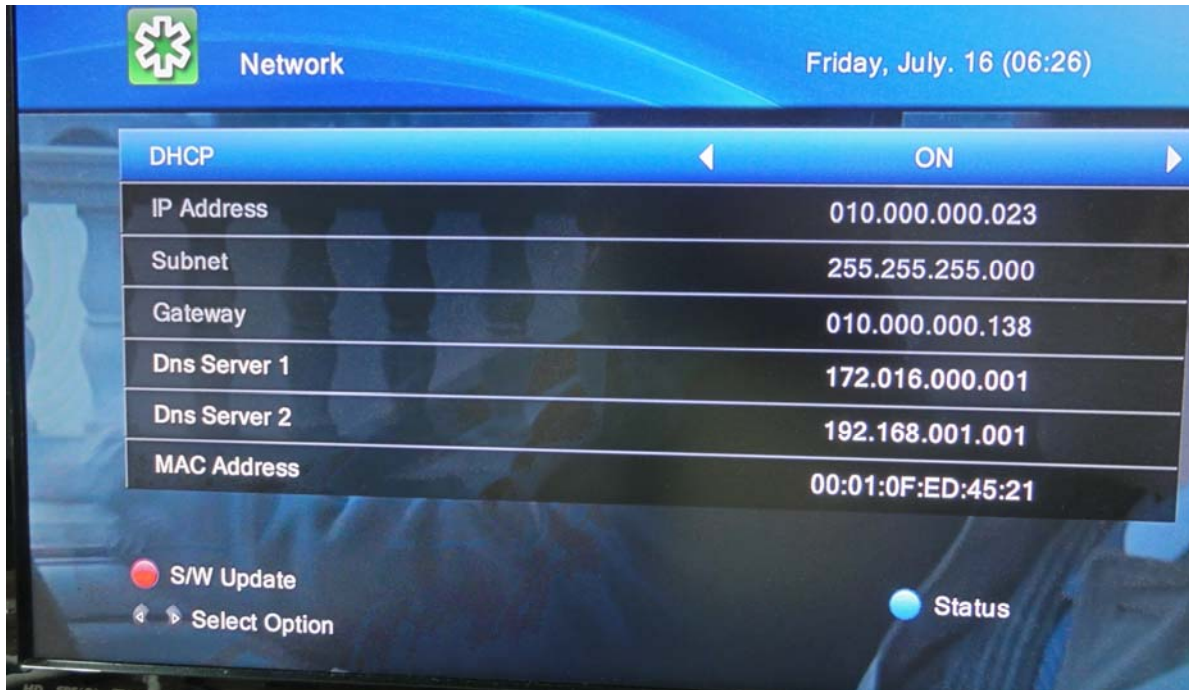 Network
Friday, July. 16 (06:26)
DHCP ON
IP Address 010.000.000.023
Subnet 255.255.255.000
Gateway 010.000.000.138
Dns Server 1 172.016.000.001
Dns Server 2 192.168.001.001
MAC Address 00:01:0F:ED:45:21
S/W Update
Select Option
Status